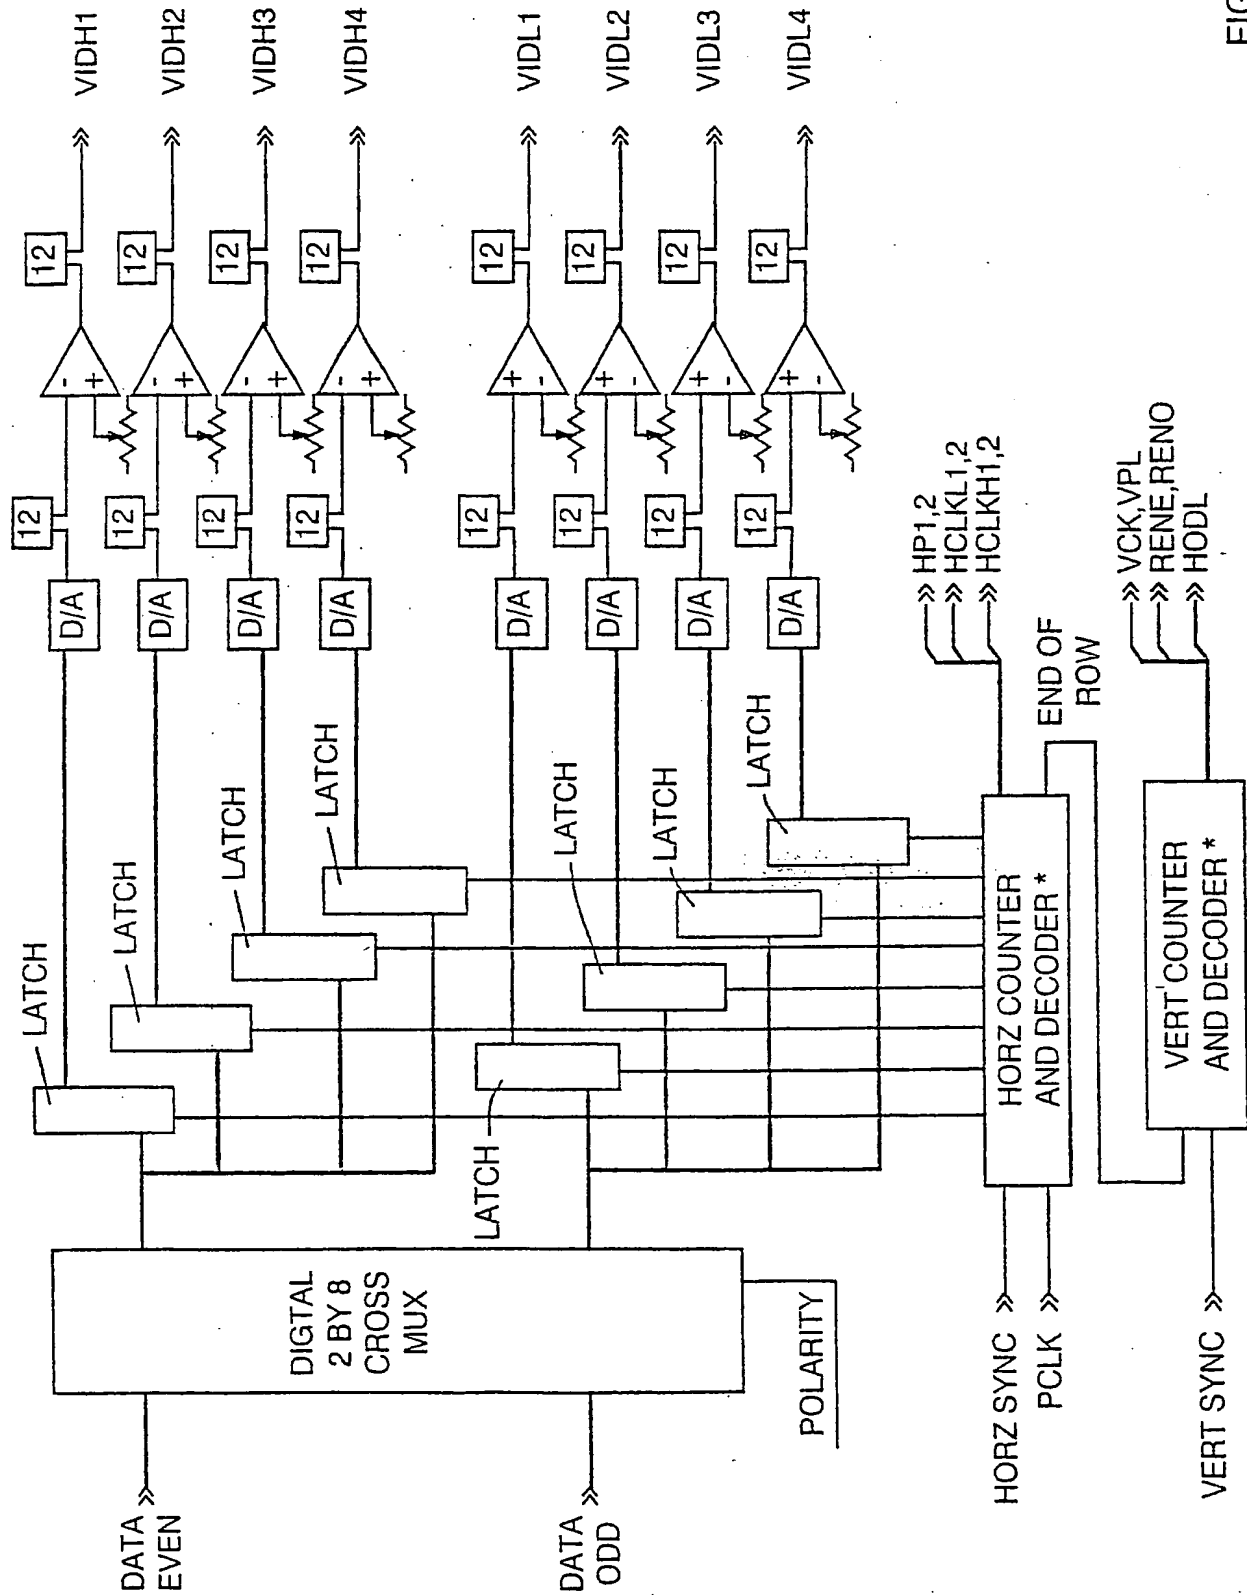 DATA
EVEN
DATA
ODD
DIGTAL
2 BY 8
CROSS
MUX
POLARITY
LATCH
LATCH
LATCH
LATCH
LATCH
LATCH
LATCH
LATCH
D/A
D/A
D/A
D/A
D/A
D/A
D/A
D/A
12
12
12
12
12
12
12
12
- +
- +
- +
- +
+ -
+ -
+ -
+ -
12
12
12
12
12
12
12
12
VIDH1
VIDH2
VIDH3
VIDH4
VIDL1
VIDL2
VIDL3
VIDL4
HORZ SYNC
PCLK
HORZ COUNTER
AND DECODER *
HP1,2
HCLKL1,2
HCLKH1,2
END OF
ROW
VERT SYNC
VERT COUNTER
AND DECODER *
VCK,VPL
RENE,RENO
HODL
FIG